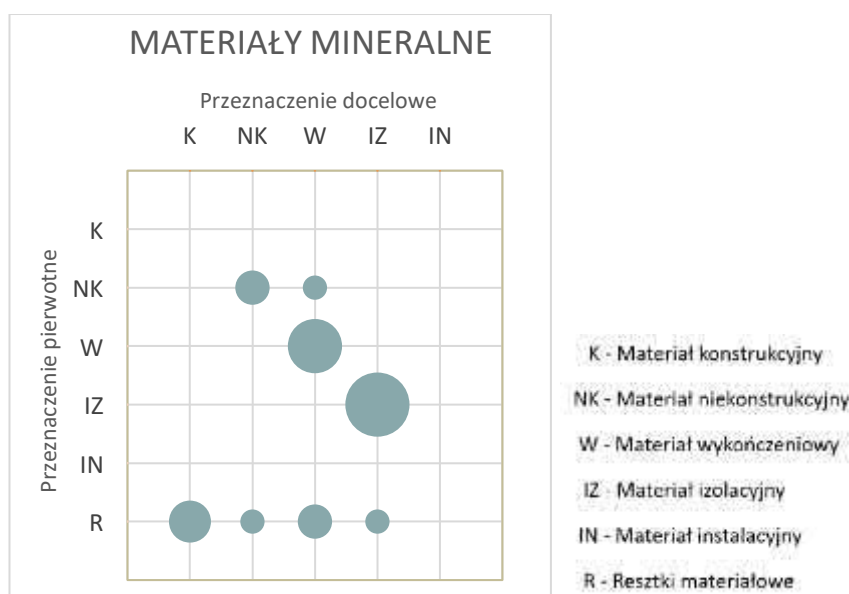 MATERIAŁY MINERALNE
Przeznaczenie docelowe
K NK W IZ IN
Przeznaczenie pierwotne
K
NK
W
IZ
IN
R
K - Materiał konstrukcyjny
NK - Materiał niekonstrukcyjny
W - Materiał wykończeniowy
IZ - Materiał izolacyjny
IN - Materiał instalacyjny
R - Resztki materiałowe